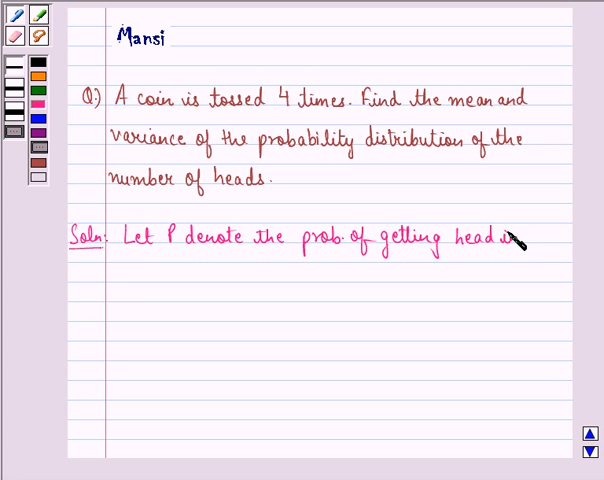 Mansi
Q.) A coin is tossed 4 times. Find the mean and
variance of the probability distribution of the
number of heads.
Soln: Let P denote the prob. of getting head i